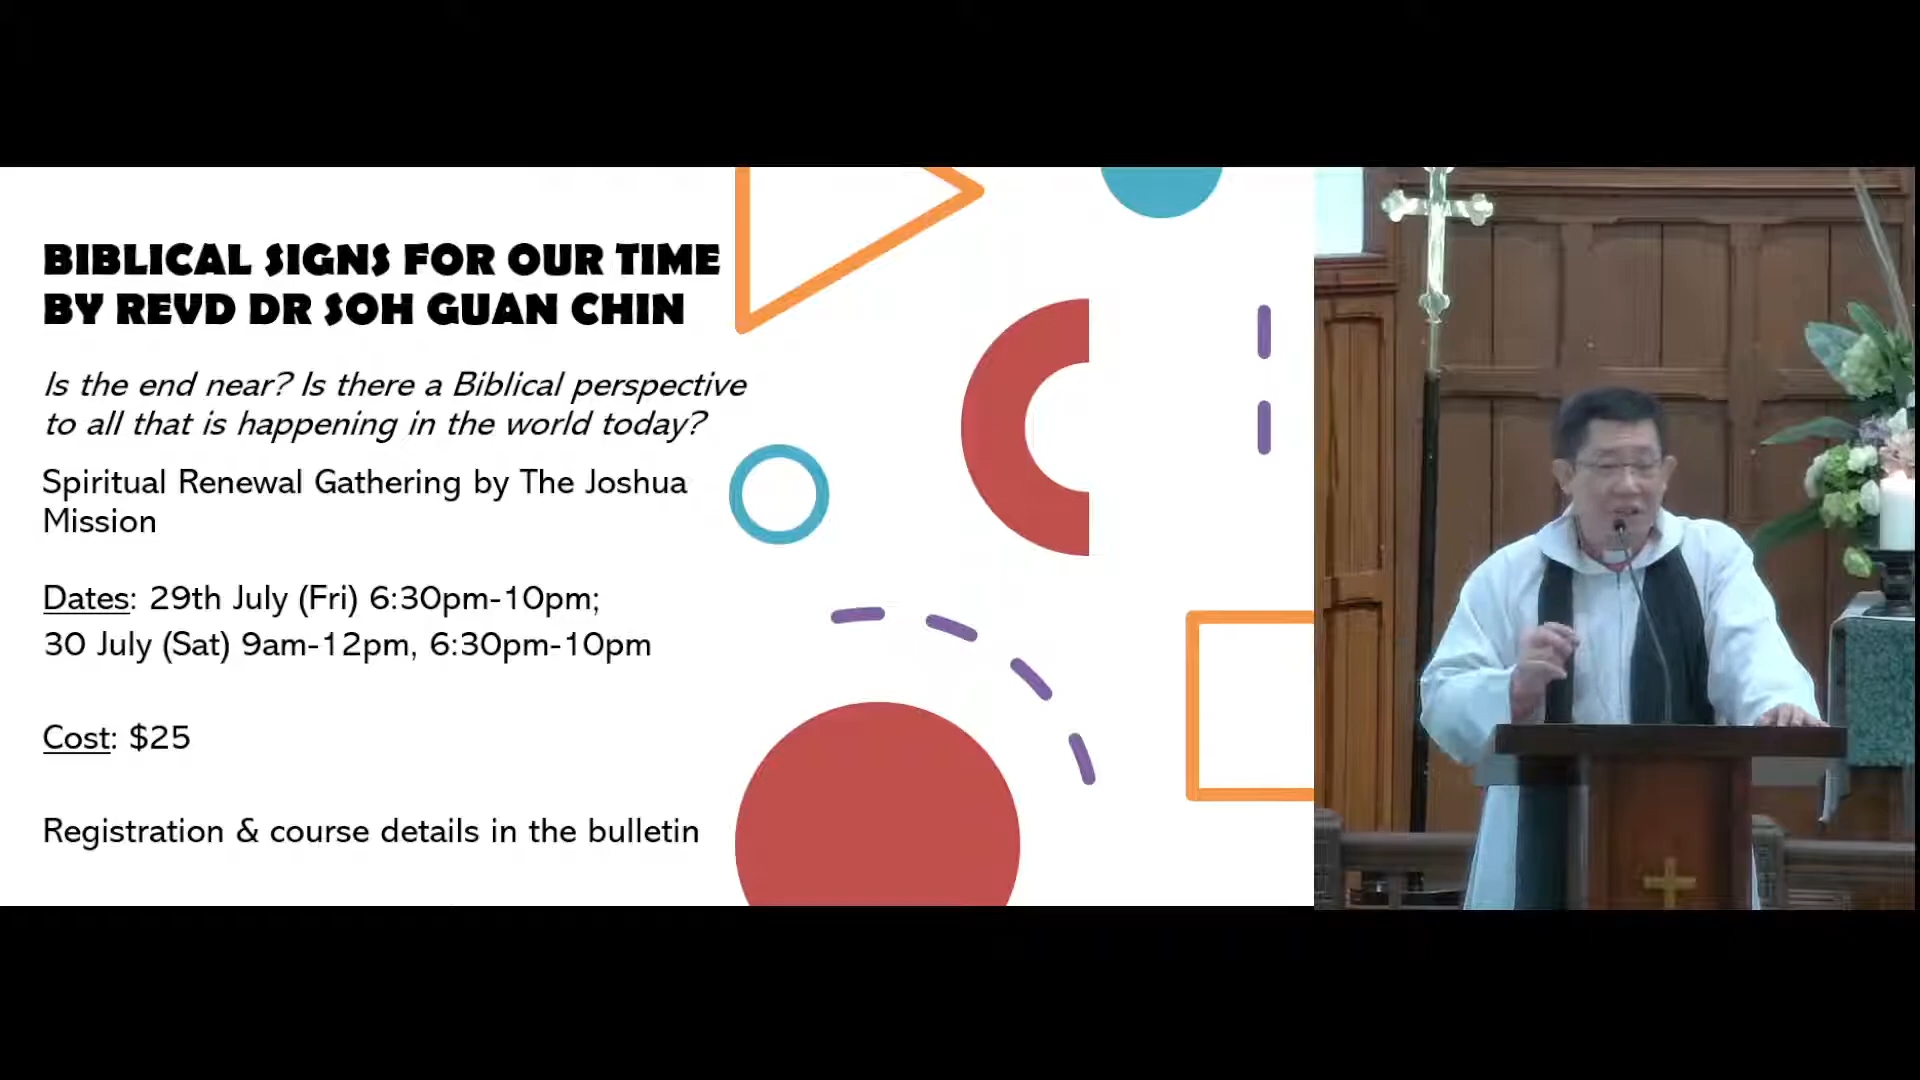 BIBLICAL SIGNS FOR OUR TIME
BY REVD DR SOH GUAN CHIN
Is the end near? Is there a Biblical perspective
to all that is happening in the world today?
Spiritual Renewal Gathering by The Joshua
Mission
Dates: 29th July (Fri) 6:30pm-10pm;
30 July (Sat) 9am-12pm, 6:30pm-10pm
Cost: $25
Registration & course details in the bulletin